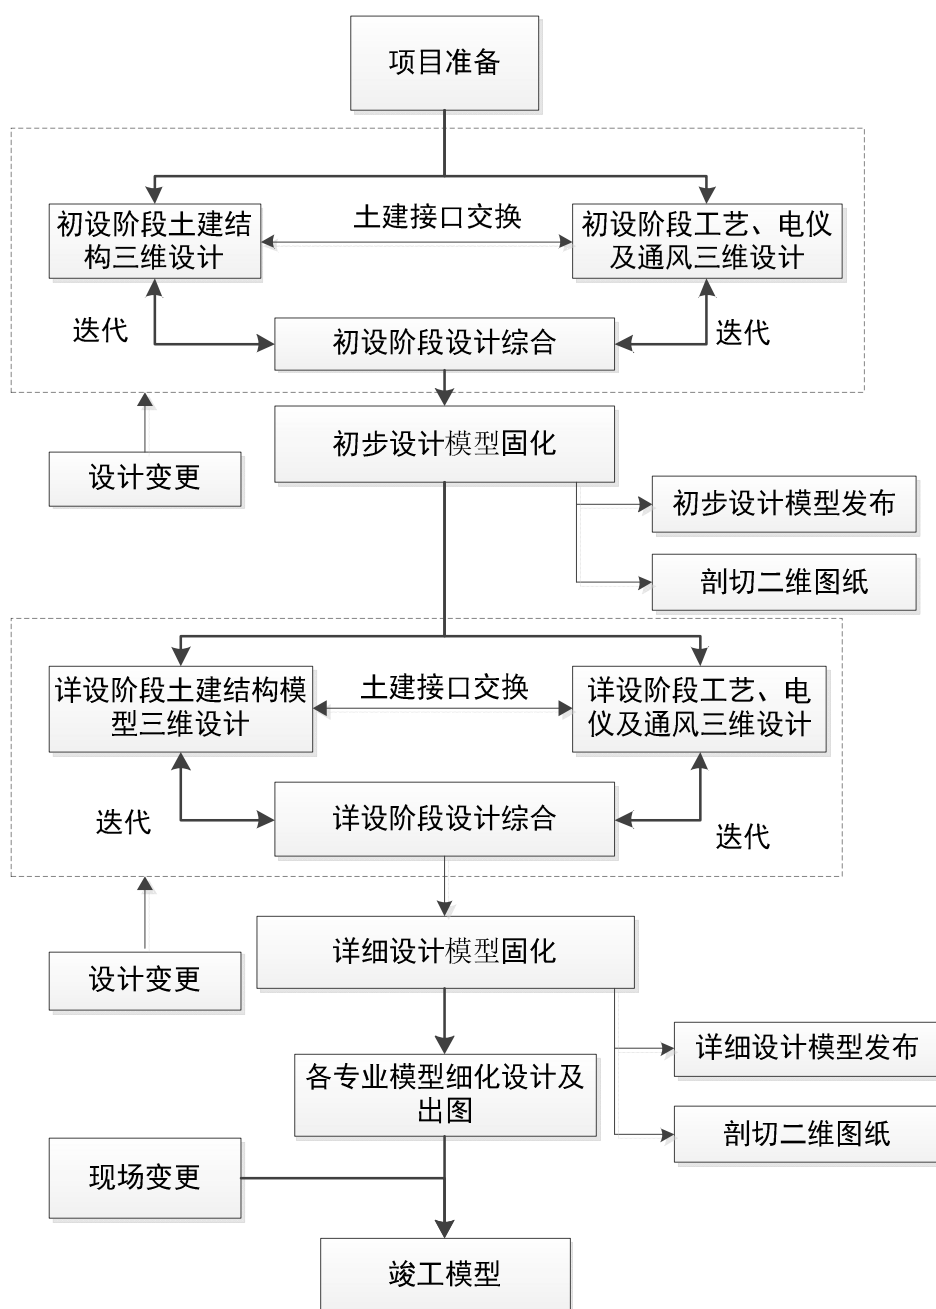 项目准备
初设阶段土建结
构三维设计
土建接口交换
初设阶段工艺、电仪
及通风三维设计
迭代
初设阶段设计综合
迭代
初步设计模型固化
设计变更
初步设计模型发布
剖切二维图纸
详设阶段土建结构模
型三维设计
土建接口交换
详设阶段工艺、电
仪及通风三维设计
迭代
详设阶段设计综合
迭代
详细设计模型固化
设计变更
详细设计模型发布
各专业模型细化设计及
出图
剖切二维图纸
现场变更
竣工模型